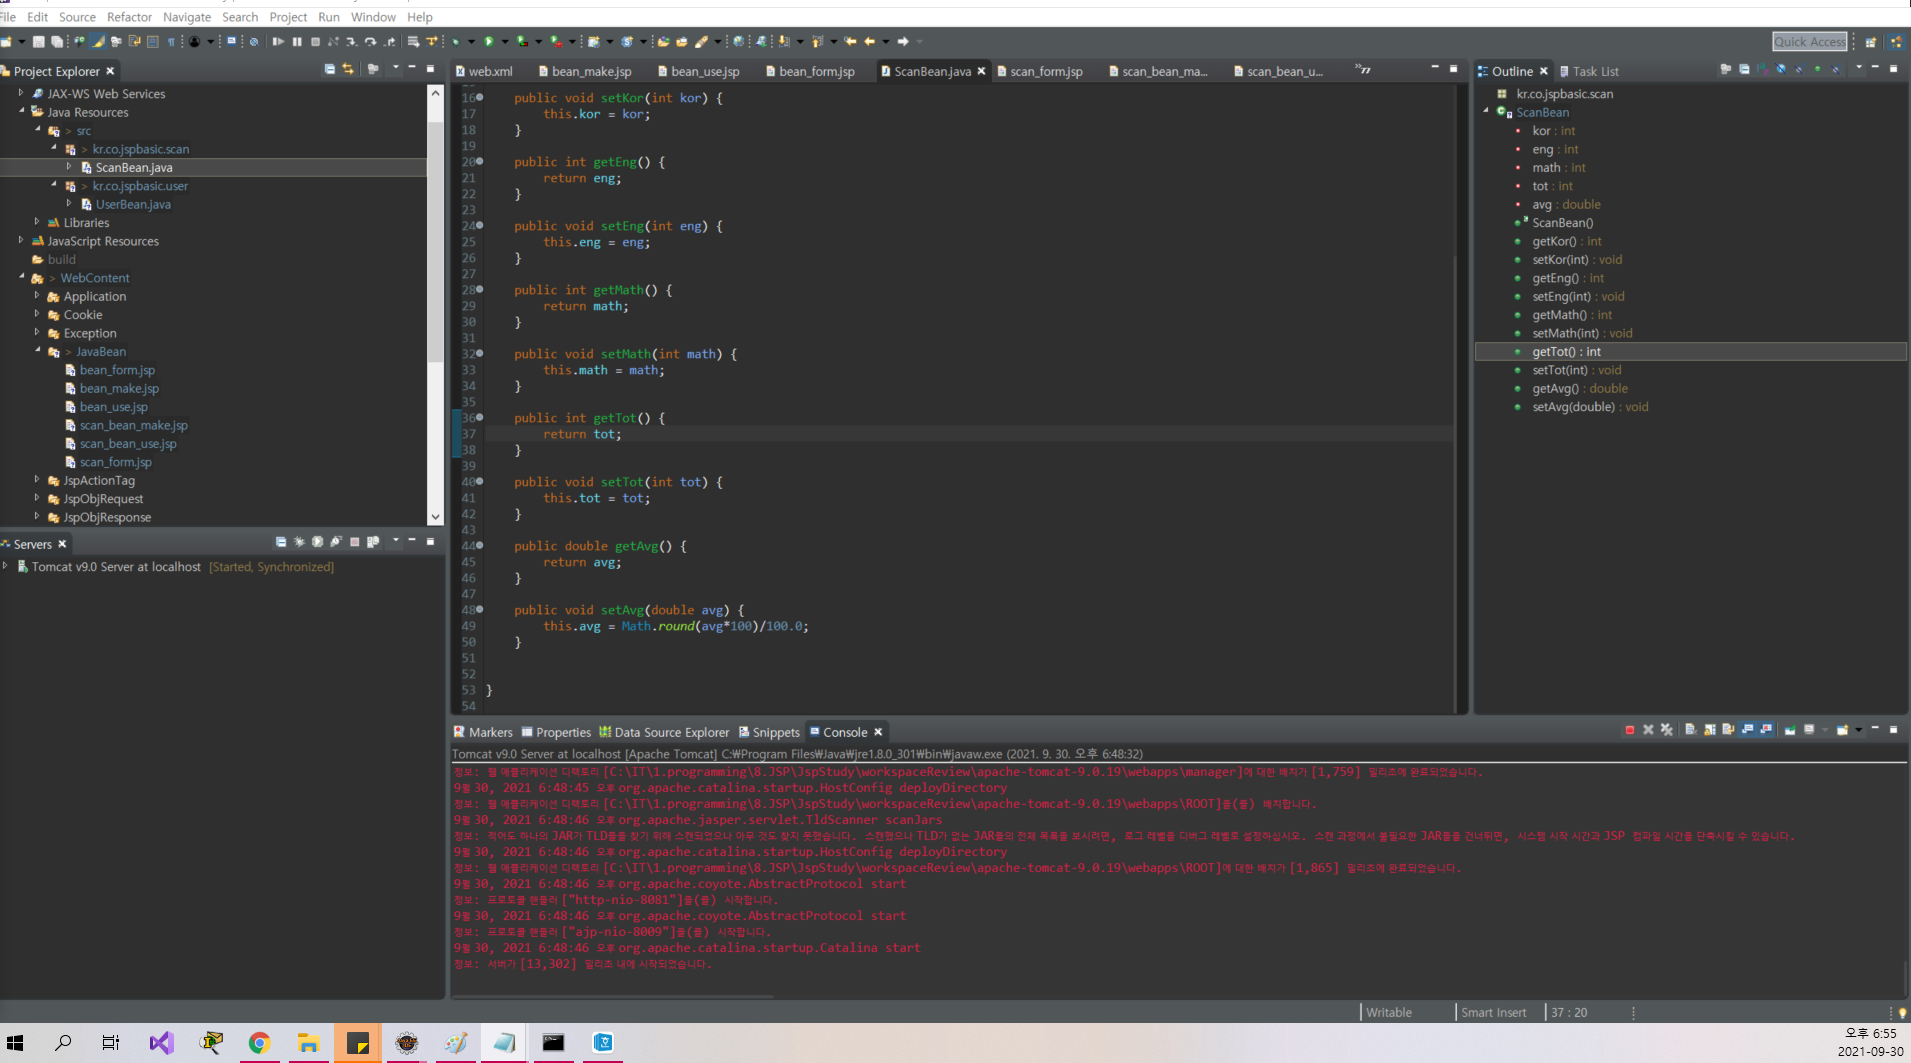 File Edit Source Refactor Navigate Search Project Run Window Help
Quick Access
Project Explorer
JAX-WS Web Services
Java Resources
> src
> kr.co.jspbasic.scan
ScanBean.java
> kr.co.jspbasic.user
UserBean.java
Libraries
JavaScript Resources
build
> WebContent
Application
Cookie
Exception
> JavaBean
bean_form.jsp
bean_make.jsp
bean_use.jsp
scan_bean_make.jsp
scan_bean_use.jsp
scan_form.jsp
JspActionTag
JspObjRequest
JspObjResponse
Servers
Tomcat v9.0 Server at localhost [Started, Synchronized]
web.xml bean_make.jsp bean_use.jsp bean_form.jsp ScanBean.java scan_form.jsp scan_bean_ma... scan_bean_u... »77
16 public void setKor(int kor) {
17 this.kor = kor;
18 }
19
20 public int getEng() {
21 return eng;
22 }
23
24 public void setEng(int eng) {
25 this.eng = eng;
26 }
27
28 public int getMath() {
29 return math;
30 }
31
32 public void setMath(int math) {
33 this.math = math;
34 }
35
36 public int getTot() {
37 return tot;
38 }
39
40 public void setTot(int tot) {
41 this.tot = tot;
42 }
43
44 public double getAvg() {
45 return avg;
46 }
47
48 public void setAvg(double avg) {
49 this.avg = Math.round(avg*100)/100.0;
50 }
51
52
53 }
54
Outline Task List
kr.co.jspbasic.scan
ScanBean
kor : int
eng : int
math : int
tot : int
avg : double
ScanBean()
getKor() : int
setKor(int) : void
getEng() : int
setEng(int) : void
getMath() : int
setMath(int) : void
getTot() : int
setTot(int) : void
getAvg() : double
setAvg(double) : void
Markers Properties Data Source Explorer Snippets Console
Tomcat v9.0 Server at localhost [Apache Tomcat] C:₩Program Files₩Java₩jre1.8.0_301₩bin₩javaw.exe (2021. 9. 30. 오후 6:48:32)
정보: 웹 애플리케이션 디렉토리 [C:\IT\1.programming\8.JSP\JspStudy\workspaceReview\apache-tomcat-9.0.19\webapps\manager]에 대한 배치가 [1,759] 밀리초에 완료되었습니다.
9월 30, 2021 6:48:45 오후 org.apache.catalina.startup.HostConfig deployDirectory
정보: 웹 애플리케이션 디렉토리 [C:\IT\1.programming\8.JSP\JspStudy\workspaceReview\apache-tomcat-9.0.19\webapps\ROOT]을(를) 배치합니다.
9월 30, 2021 6:48:46 오후 org.apache.jasper.servlet.TldScanner scanJars
정보: 적어도 하나의 JAR가 TLD들을 찾기 위해 스캔되었으나 아무 것도 찾지 못했습니다. 스캔했으나 TLD가 없는 JAR들의 전체 목록을 보시려면, 로그 레벨을 디버그 레벨로 설정하십시오. 스캔 과정에서 불필요한 JAR들을 건너뛰면, 시스템 시작 시간과 JSP 컴파일 시간을 단축시킬 수 있습니다.
9월 30, 2021 6:48:46 오후 org.apache.catalina.startup.HostConfig deployDirectory
정보: 웹 애플리케이션 디렉토리 [C:\IT\1.programming\8.JSP\JspStudy\workspaceReview\apache-tomcat-9.0.19\webapps\ROOT]에 대한 배치가 [1,865] 밀리초에 완료되었습니다.
9월 30, 2021 6:48:46 오후 org.apache.coyote.AbstractProtocol start
정보: 프로토콜 핸들러 ["http-nio-8081"]을(를) 시작합니다.
9월 30, 2021 6:48:46 오후 org.apache.coyote.AbstractProtocol start
정보: 프로토콜 핸들러 ["ajp-nio-8009"]을(를) 시작합니다.
9월 30, 2021 6:48:46 오후 org.apache.catalina.startup.Catalina start
정보: 서버가 [13,302] 밀리초 내에 시작되었습니다.
Writable Smart Insert 37 : 20
오후 6:55
2021-09-30